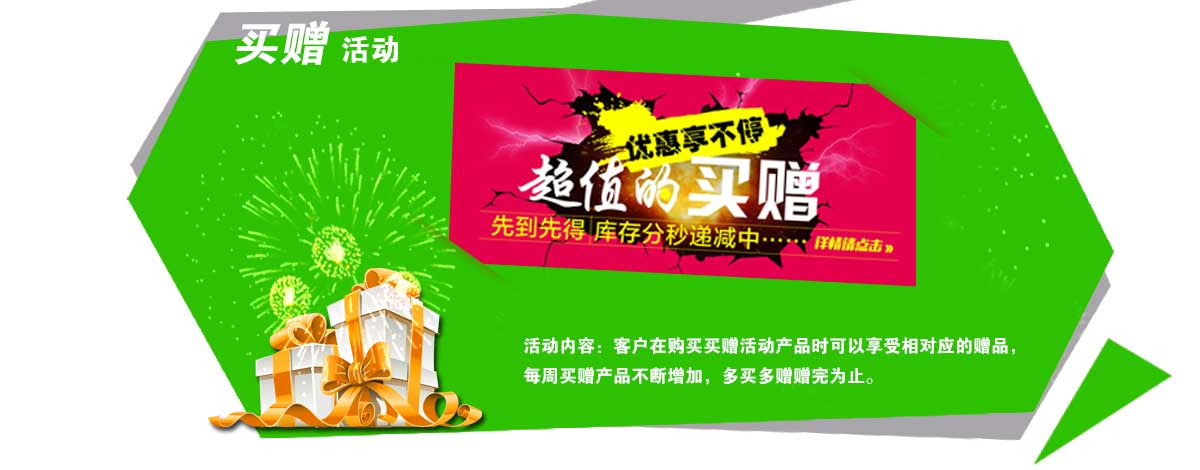 买赠 活动
优惠享不停
超值的买赠
先到先得 库存分秒递减中…… 详情请点击»
活动内容：客户在购买买赠活动产品时可以享受相对应的赠品，
每周买赠产品不断增加，多买多赠赠完为止。